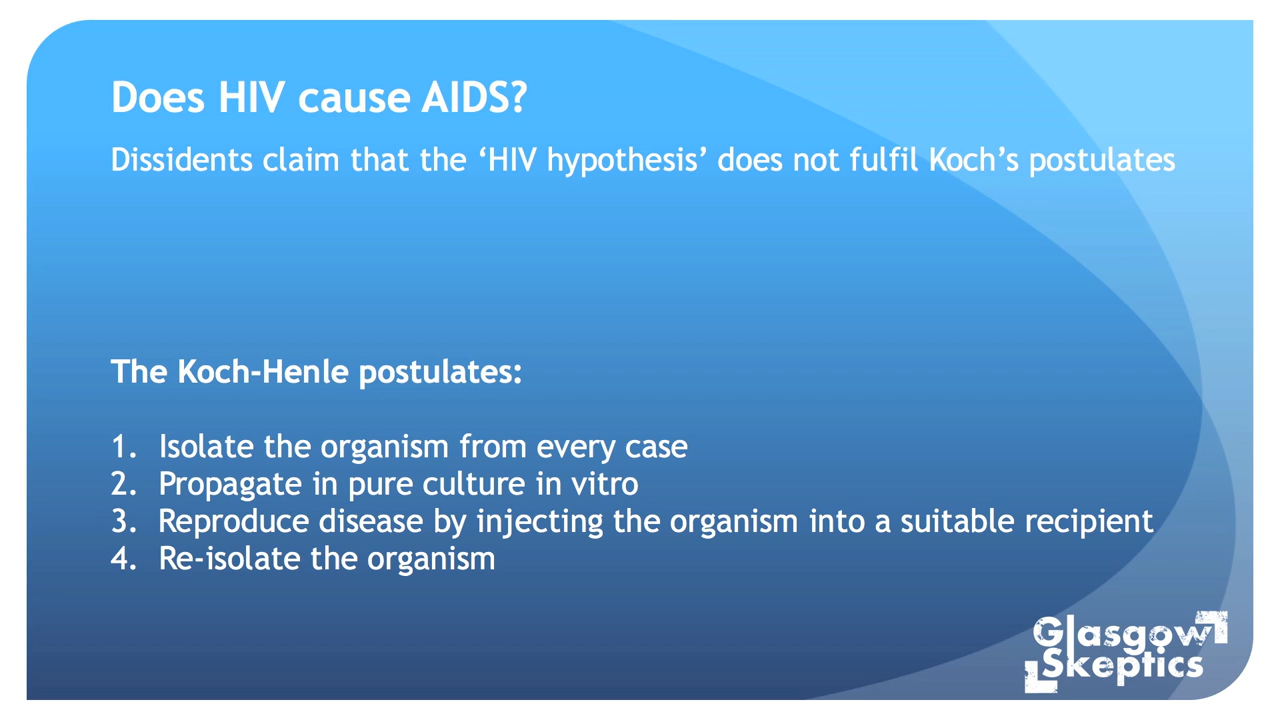 Does HIV cause AIDS?
Dissidents claim that the ‘HIV hypothesis’ does not fulfil Koch’s postulates
The Koch-Henle postulates:
1. Isolate the organism from every case
2. Propagate in pure culture in vitro
3. Reproduce disease by injecting the organism into a suitable recipient
4. Re-isolate the organism
Glasgow
Skeptics